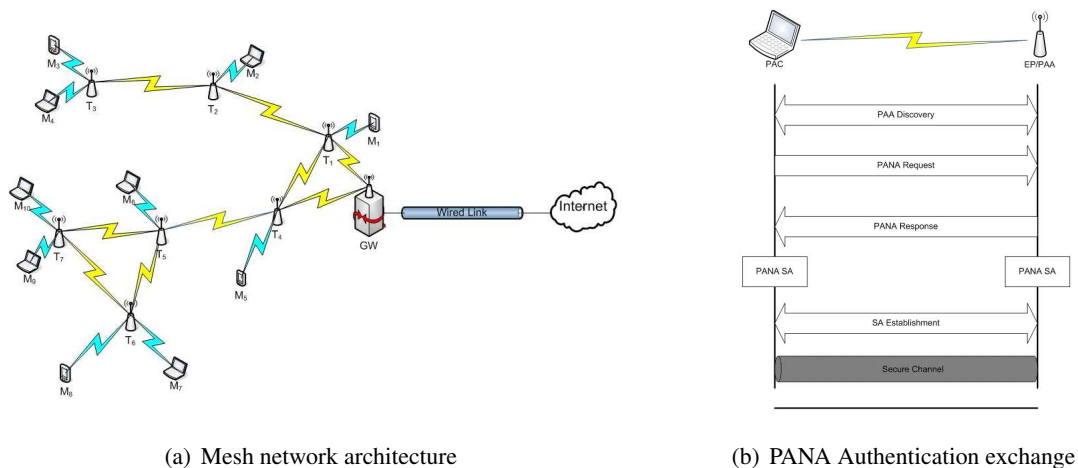 M₃
M₂
M₄
T₃
T₂
M₁
T₁
M₁₀
M₆
Wired Link
Internet
T₇
T₅
T₄
GW
M₉
M₅
T₆
M₈
M₇
(a) Mesh network architecture
PAC
EP/PAA
PAA Discovery
PANA Request
PANA Response
PANA SA
PANA SA
SA Establishment
Secure Channel
(b) PANA Authentication exchange